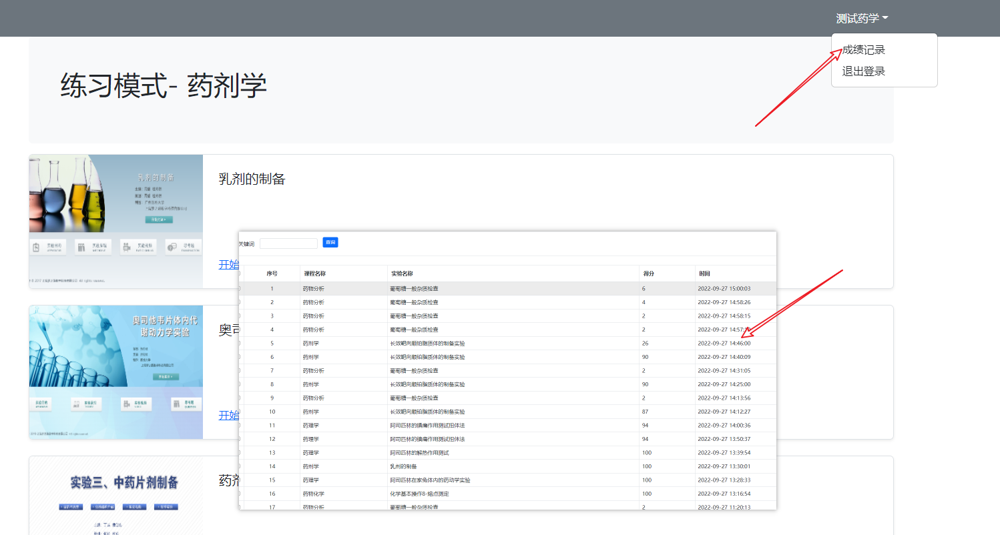 测试药学
成绩记录
退出登录
练习模式- 药剂学
乳剂的制备
乳剂的制备
开始
奥司他韦片体内代
谢动力学实验
奥司
开始
实验三、中药片剂制备
药剂
关键词 查询
序号 课程名称 实验名称 得分 时间
1 药物分析 葡萄糖一般杂质检查 6 2022-09-27 15:00:03
2 药物分析 葡萄糖一般杂质检查 4 2022-09-27 14:58:26
3 药物分析 葡萄糖一般杂质检查 2 2022-09-27 14:58:15
4 药物分析 葡萄糖一般杂质检查 2 2022-09-27 14:57:
5 药剂学 长效靶向顺铂脂质体的制备实验 26 2022-09-27 14:46:00
6 药剂学 长效靶向顺铂脂质体的制备实验 90 2022-09-27 14:40:09
7 药物分析 葡萄糖一般杂质检查 2 2022-09-27 14:31:05
8 药剂学 长效靶向顺铂脂质体的制备实验 90 2022-09-27 14:25:00
9 药物分析 葡萄糖一般杂质检查 2 2022-09-27 14:13:56
10 药剂学 长效靶向顺铂脂质体的制备实验 87 2022-09-27 14:12:27
11 药理学 阿司匹林的镇痛作用测试扭体法 94 2022-09-27 14:00:36
12 药理学 阿司匹林的镇痛作用测试扭体法 94 2022-09-27 13:50:37
13 药理学 阿司匹林的解热作用测试 100 2022-09-27 13:39:54
14 药剂学 乳剂的制备 100 2022-09-27 13:30:01
15 药理学 阿司匹林在家兔体内的药动学实验 100 2022-09-27 13:28:33
16 药物化学 化学基本操作8-熔点测定 100 2022-09-27 13:16:54
17 药物分析 葡萄糖一般杂质检查 2 2022-09-27 11:20:13